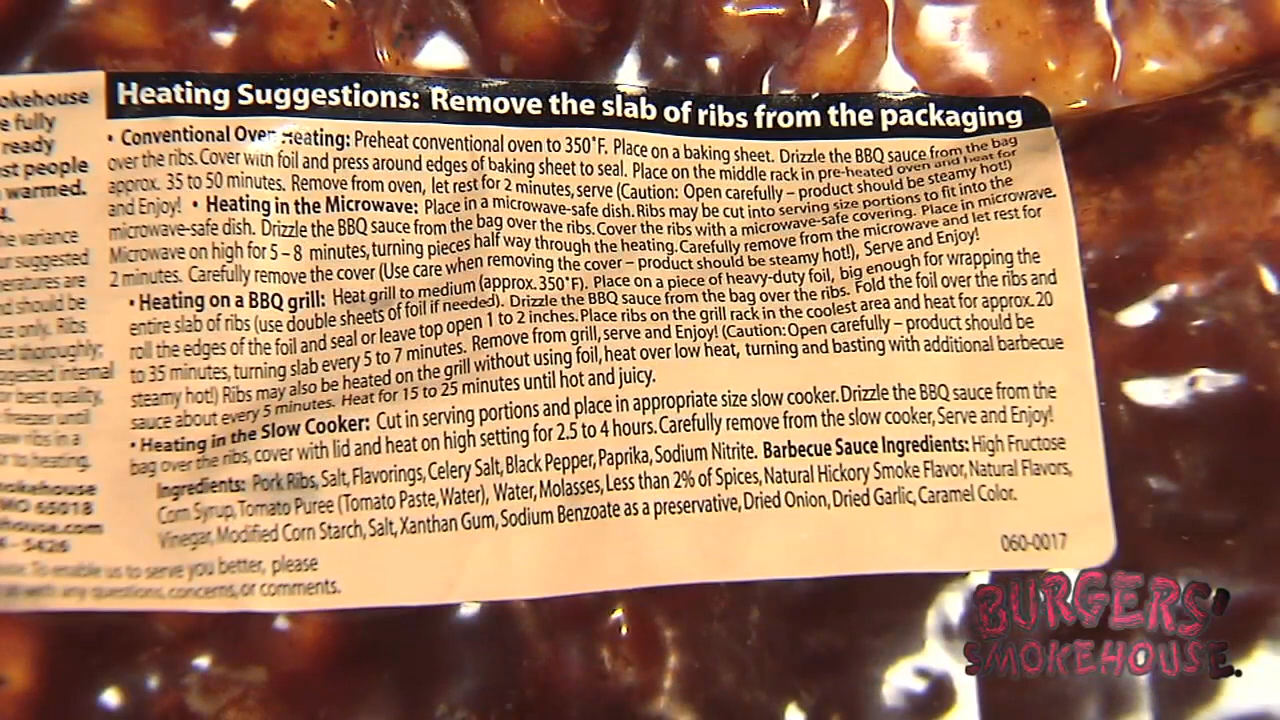 Heating Suggestions: Remove the slab of ribs from the packaging
• Conventional Oven Heating: Preheat conventional oven to 350°F. Place on a baking sheet. Drizzle the BBQ sauce from the bag
over the ribs. Cover with foil and press around edges of baking sheet to seal. Place on the middle rack in pre-heated oven and heat for
approx. 35 to 50 minutes. Remove from oven, let rest for 2 minutes, serve (Caution: Open carefully – product should be steamy hot!)
and Enjoy! • Heating in the Microwave: Place in a microwave-safe dish. Ribs may be cut into serving size portions to fit into the
microwave-safe dish. Drizzle the BBQ sauce from the bag over the ribs. Cover the ribs with a microwave-safe covering. Place in microwave.
Microwave on high for 5 – 8 minutes, turning pieces half way through the heating. Carefully remove from the microwave and let rest for
2 minutes. Carefully remove the cover (Use care when removing the cover – product should be steamy hot!), Serve and Enjoy!
• Heating on a BBQ grill: Heat grill to medium (approx. 350°F). Place on a piece of heavy-duty foil, big enough for wrapping the
entire slab of ribs (use double sheets of foil if needed). Drizzle the BBQ sauce from the bag over the ribs. Fold the foil over the ribs and
roll the edges of the foil and seal or leave top open 1 to 2 inches. Place ribs on the grill rack in the coolest area and heat for approx. 20
to 35 minutes, turning slab every 5 to 7 minutes. Remove from grill, serve and Enjoy! (Caution: Open carefully – product should be
steamy hot!) Ribs may also be heated on the grill without using foil, heat over low heat, turning and basting with additional barbecue
sauce about every 5 minutes. Heat for 15 to 25 minutes until hot and juicy.
• Heating in the Slow Cooker: Cut in serving portions and place in appropriate size slow cooker. Drizzle the BBQ sauce from the
bag over the ribs, cover with lid and heat on high setting for 2.5 to 4 hours. Carefully remove from the slow cooker, Serve and Enjoy!
Ingredients: Pork Ribs, Salt, Flavorings, Celery Salt, Black Pepper, Paprika, Sodium Nitrite. Barbecue Sauce Ingredients: High Fructose
Corn Syrup, Tomato Puree (Tomato Paste, Water), Water, Molasses, Less than 2% of Spices, Natural Hickory Smoke Flavor, Natural Flavors,
Vinegar, Modified Corn Starch, Salt, Xanthan Gum, Sodium Benzoate as a preservative, Dried Onion, Dried Garlic, Caramel Color.
060-0017
fully
ready
people
warmed.
variance
suggested
are
should be
only. Ribs
thoroughly;
internal
best quality,
freezer until
ribs in a
to heating.
MO 65018
To enable us to serve you better, please
with any questions, concerns, or comments.
BURGERS'
SMOKEHOUSE.